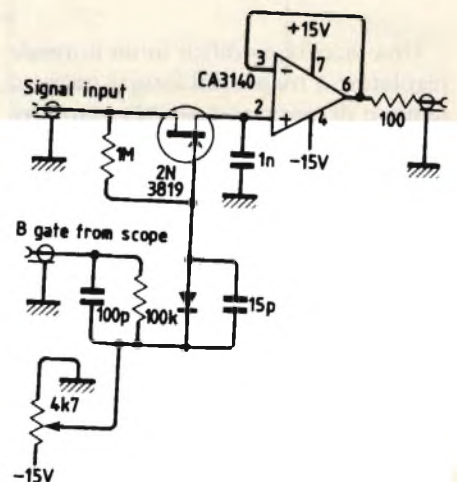 +15V
3
7
CA3140
6
Signal input
2
4
-15V
100
1M
1n
2N
3819
B gate from scope
100p
100k
15p
4k7
-15V